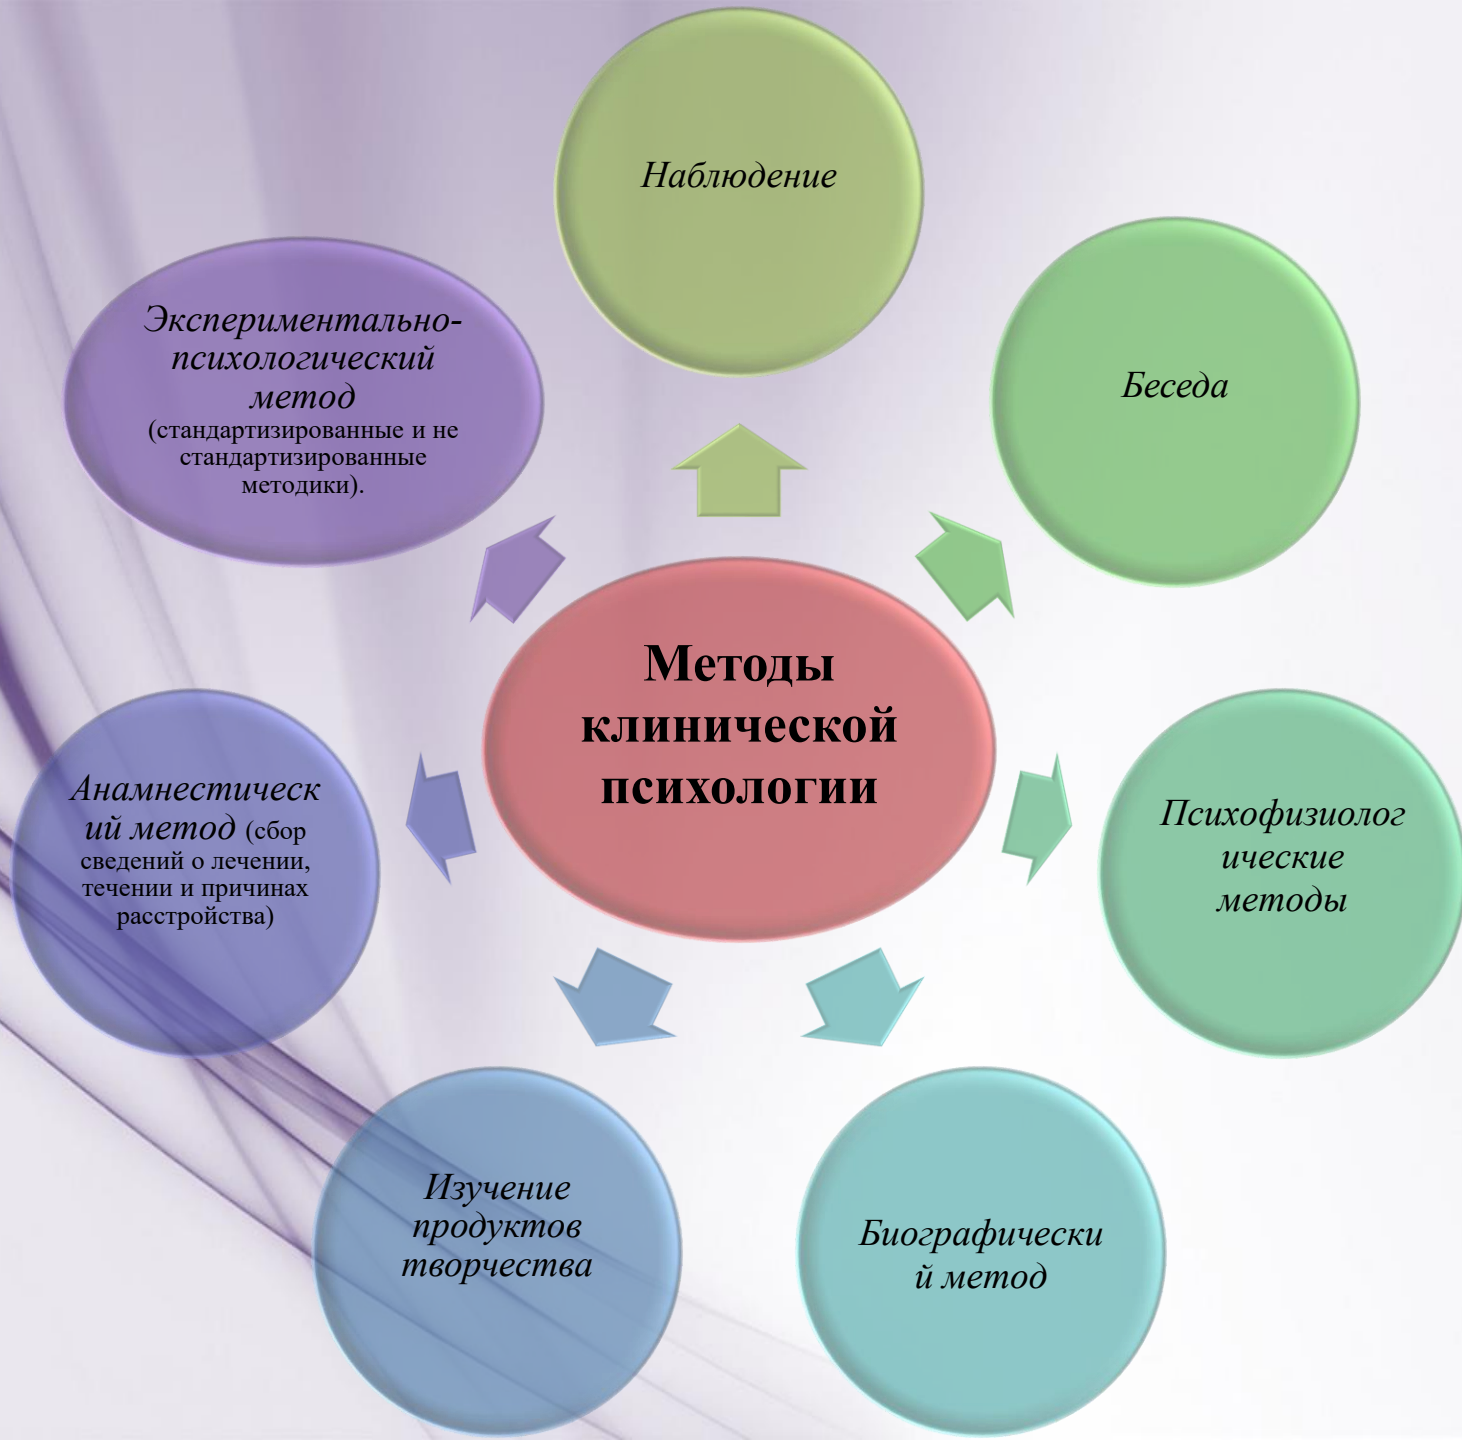 Наблюдение
Беседа
Психофизиолог
ические
методы
Биографически
й метод
Изучение
продуктов
творчества
Анамнестическ
ий метод (сбор
сведений о лечении,
течении и причинах
расстройства)
Экспериментально-
психологический
метод
(стандартизированные и не
стандартизированные
методики).
Методы
клинической
психологии